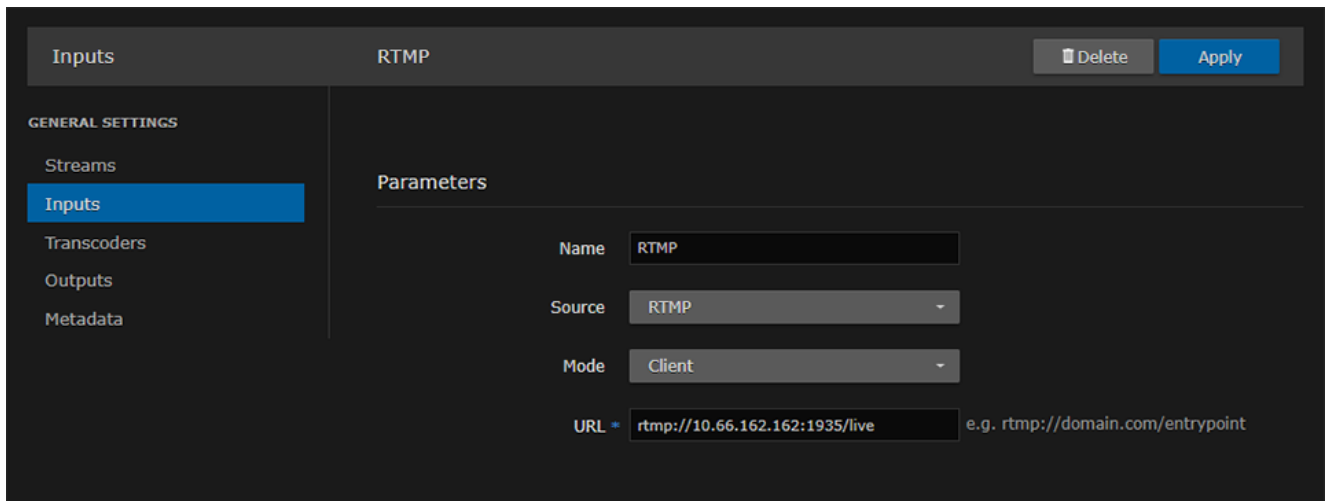 Inputs RTMP Delete Apply
GENERAL SETTINGS
Streams
Inputs
Transcoders
Outputs
Metadata
Parameters
Name RTMP
Source RTMP
Mode Client
URL * rtmp://10.66.162.162:1935/live e.g. rtmp://domain.com/entrypoint